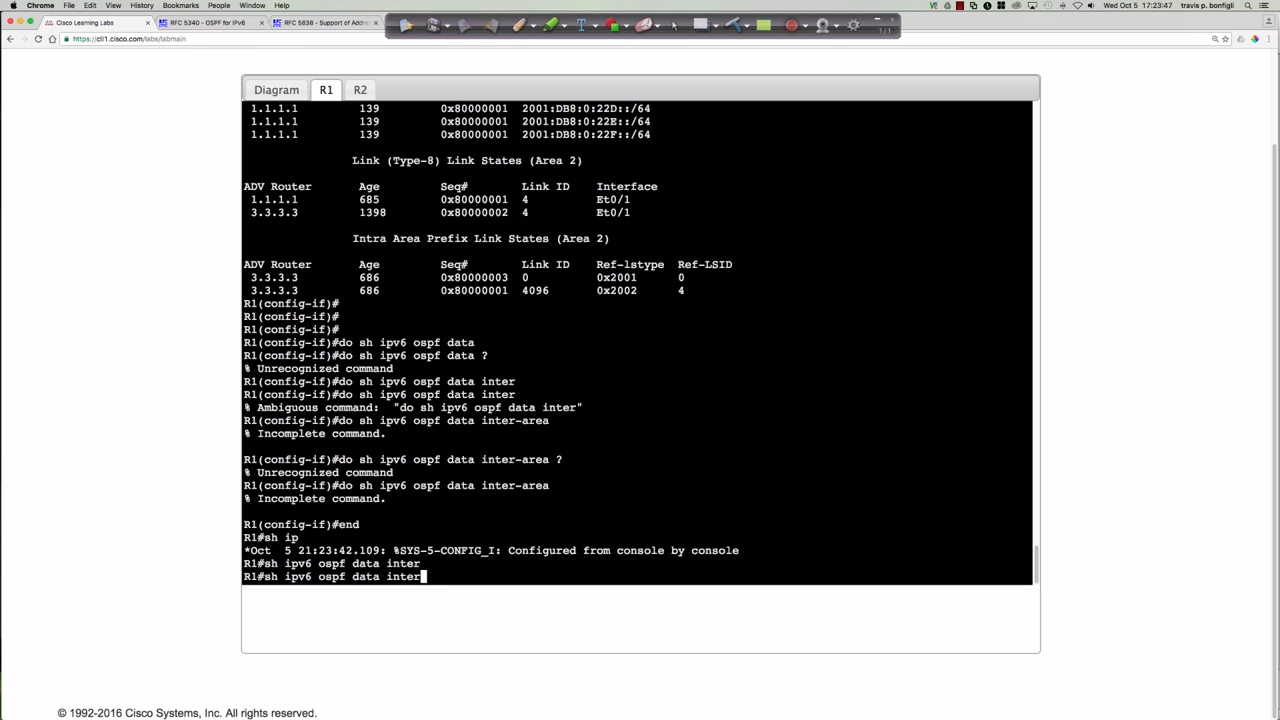 Chrome File Edit View History Bookmarks People Window Help
Wed Oct 5 17:23:47 travis p. bonfigli
Cisco Learning Labs RFC 5340 - OSPF for IPv6 RFC 5838 - Support of Addre
https://cll1.cisco.com/labs/labmain
Diagram R1 R2
1.1.1.1 139 0x80000001 2001:DB8:0:22D::/64
1.1.1.1 139 0x80000001 2001:DB8:0:22E::/64
1.1.1.1 139 0x80000001 2001:DB8:0:22F::/64
Link (Type-8) Link States (Area 2)
ADV Router Age Seq# Link ID Interface
1.1.1.1 685 0x80000001 4 Et0/1
3.3.3.3 1398 0x80000002 4 Et0/1
Intra Area Prefix Link States (Area 2)
ADV Router Age Seq# Link ID Ref-lstype Ref-LSID
3.3.3.3 686 0x80000003 0 0x2001 0
3.3.3.3 686 0x80000001 4096 0x2002 4
R1(config-if)#
R1(config-if)#
R1(config-if)#
R1(config-if)#do sh ipv6 ospf data
R1(config-if)#do sh ipv6 ospf data ?
% Unrecognized command
R1(config-if)#do sh ipv6 ospf data inter
R1(config-if)#do sh ipv6 ospf data inter
% Ambiguous command: "do sh ipv6 ospf data inter"
R1(config-if)#do sh ipv6 ospf data inter-area
% Incomplete command.
R1(config-if)#do sh ipv6 ospf data inter-area ?
% Unrecognized command
R1(config-if)#do sh ipv6 ospf data inter-area
% Incomplete command.
R1(config-if)#end
R1#sh ip
*Oct 5 21:23:42.109: %SYS-5-CONFIG_I: Configured from console by console
R1#sh ipv6 ospf data inter
R1#sh ipv6 ospf data inter
© 1992-2016 Cisco Systems, Inc. All rights reserved.